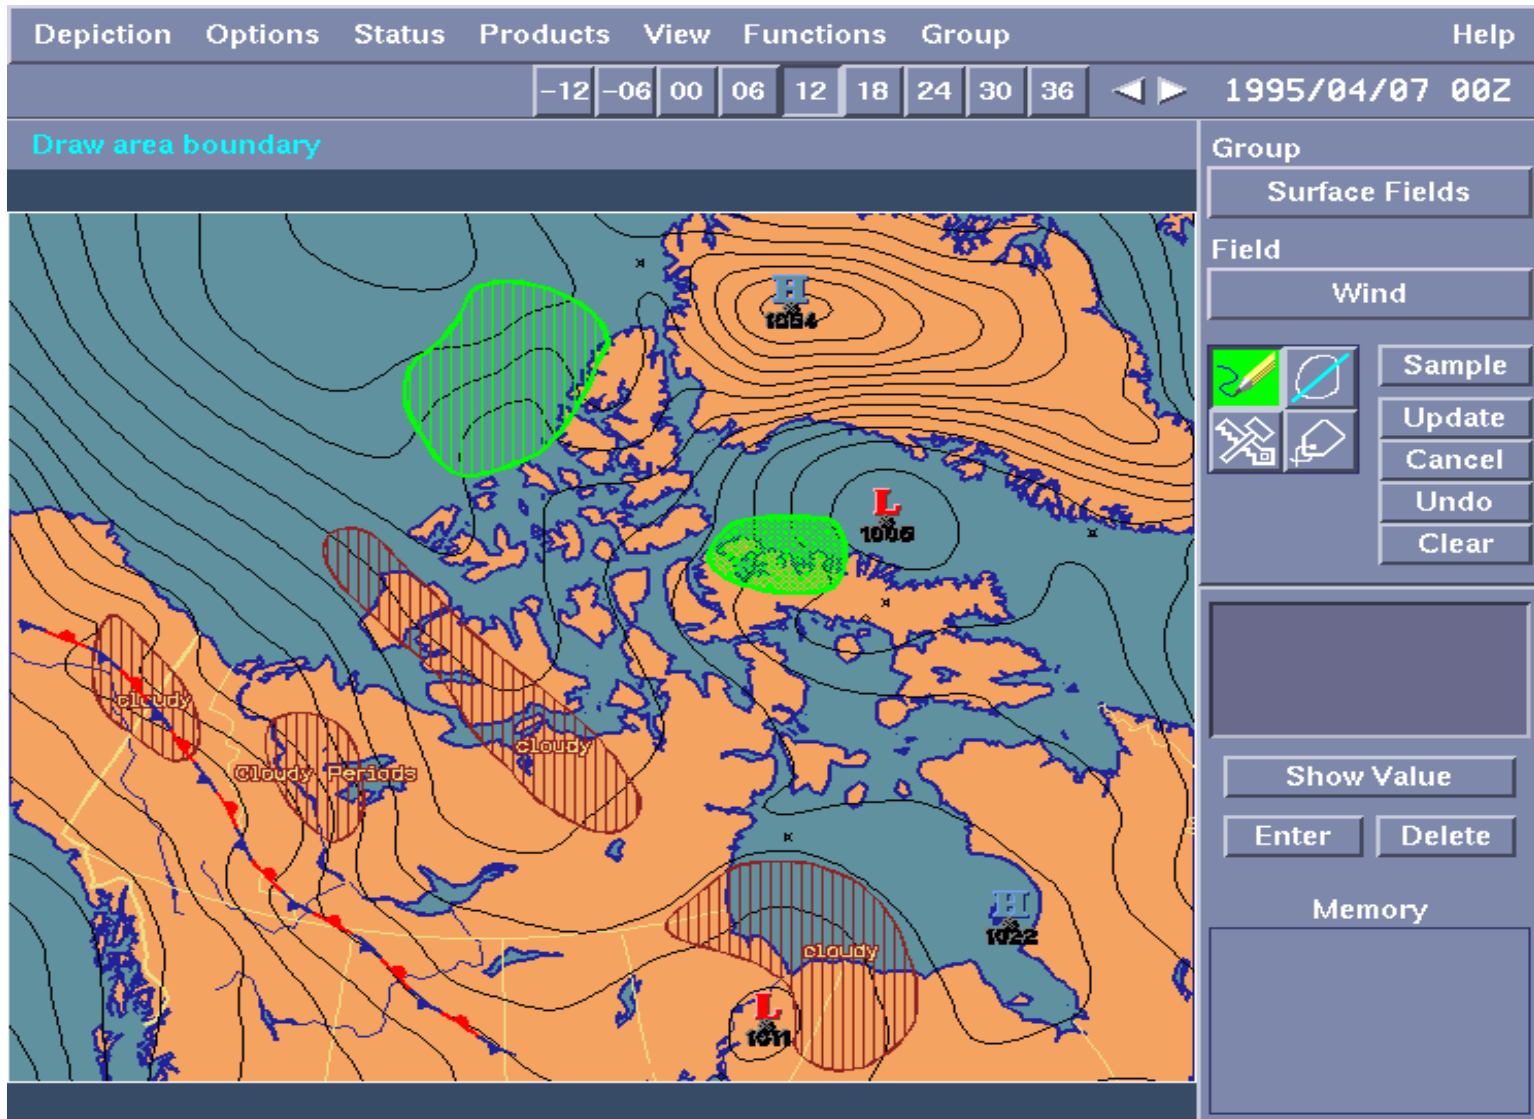 Depiction Options Status Products View Functions Group Help
-12 -06 00 06 12 18 24 30 36 1995/04/07 00Z
Draw area boundary
Group
Surface Fields
Field
Wind
Sample
Update
Cancel
Undo
Clear
Show Value
Enter Delete
Memory
H
L
1006
cloudy
cloudy
Cloudy Periods
H
1022
cloudy
L
1011